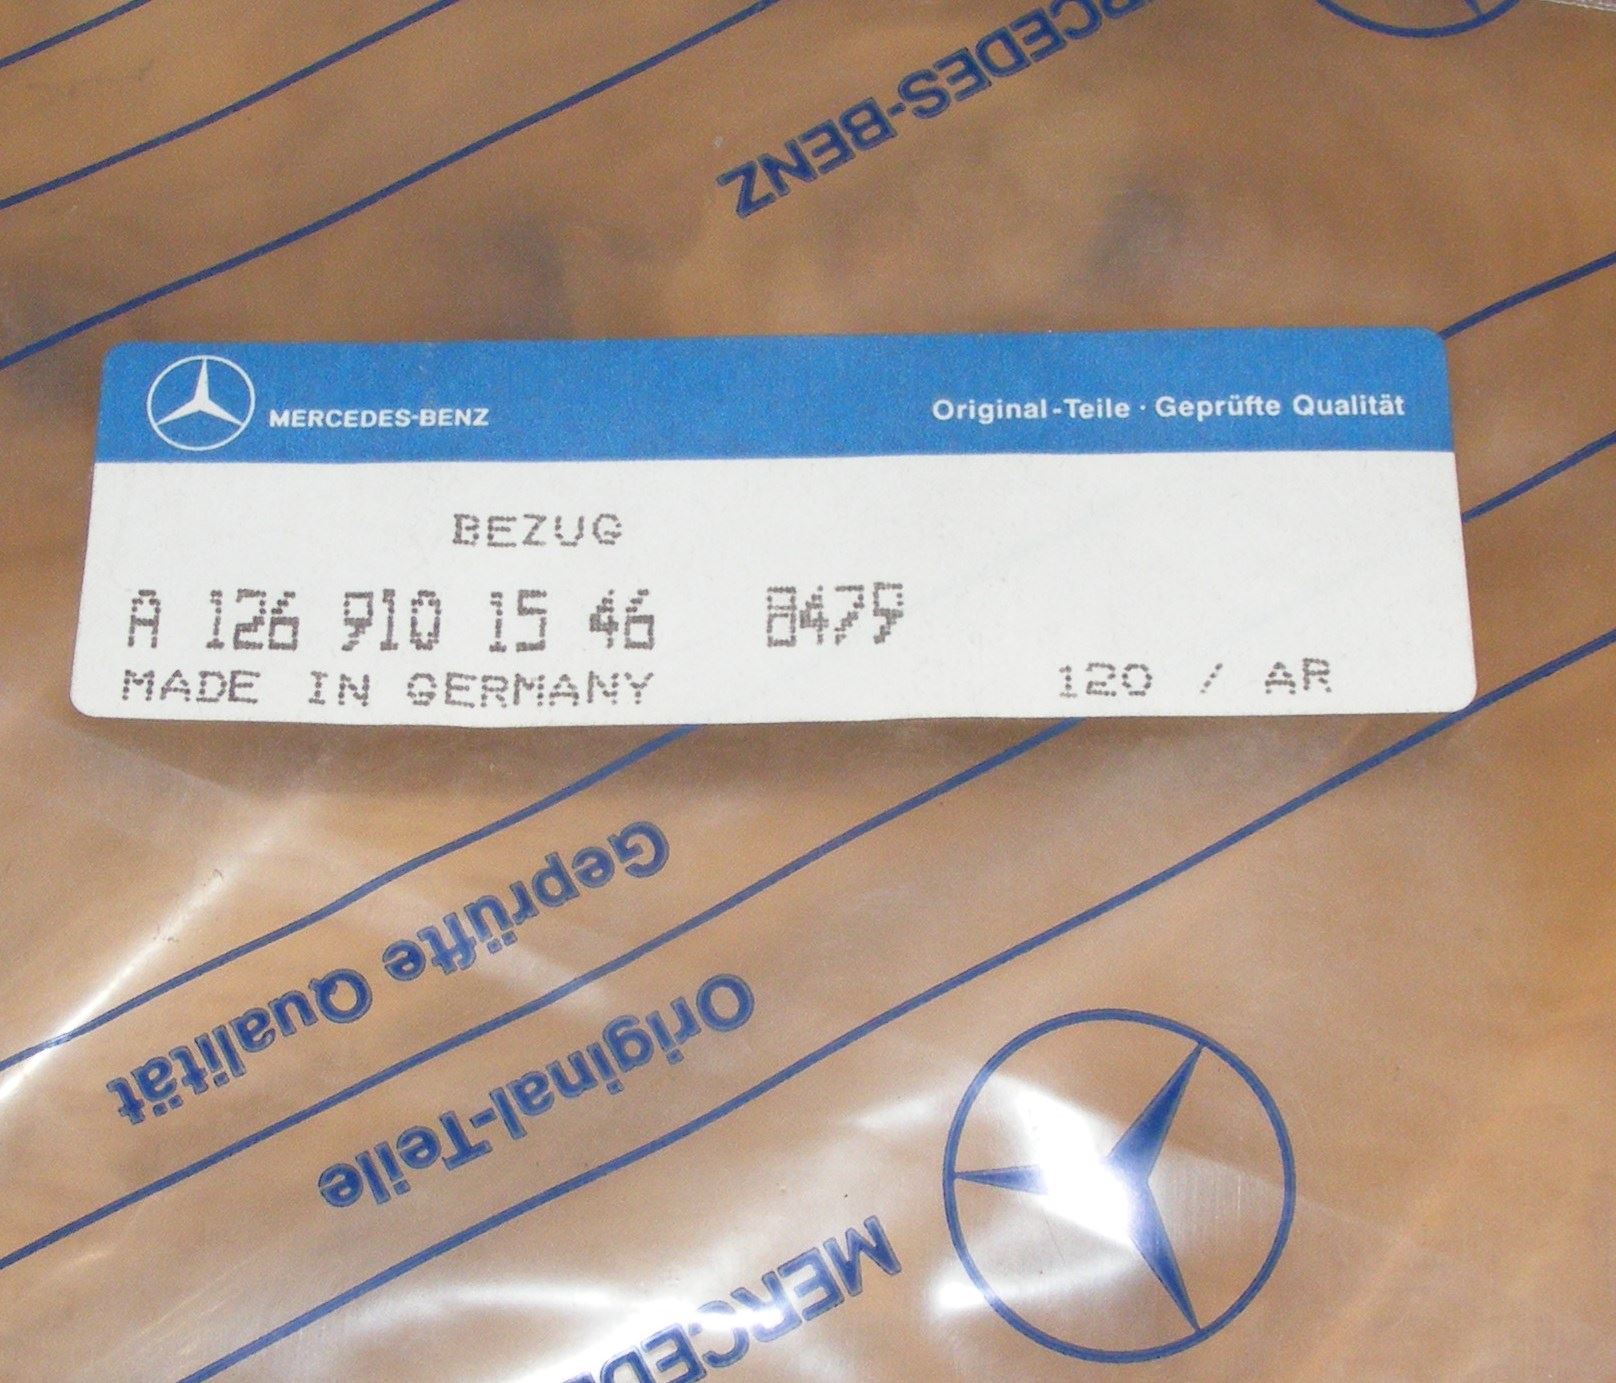 MERCEDES-BENZ
MERCEDES-BENZ
Original-Teile · Geprüfte Qualität
BEZUG
A 126 910 15 46 8479
MADE IN GERMANY
120 / AR
Geprüfte Qualität
Original-Teile